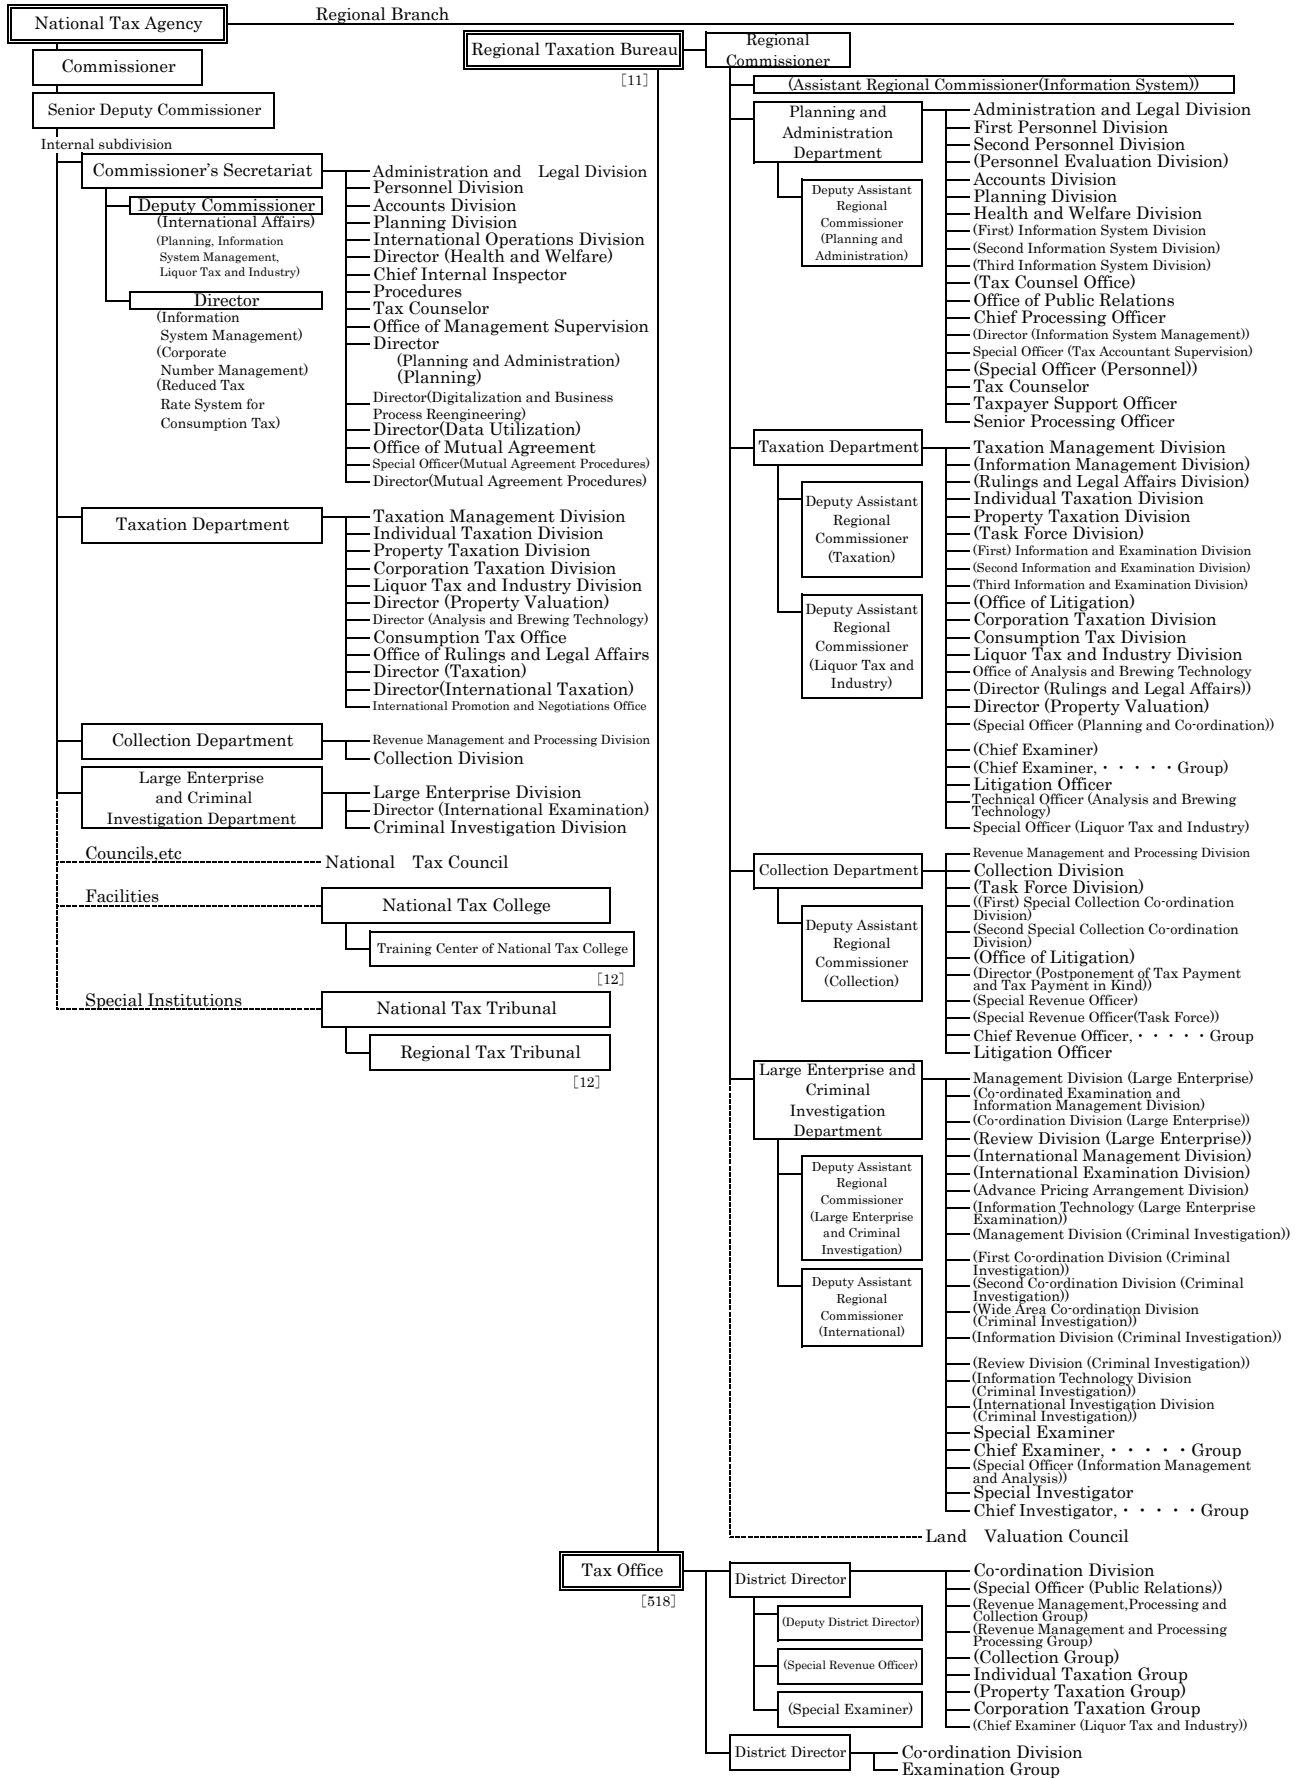 National Tax Agency
Regional Branch
Commissioner
Senior Deputy Commissioner
Internal subdivision
Commissioner's Secretariat
Deputy Commissioner
(International Affairs)
(Planning, Information
System Management,
Liquor Tax and Industry)
Director
(Information
System Management)
(Corporate
Number Management)
(Reduced Tax
Rate System for
Consumption Tax)
Administration and Legal Division
Personnel Division
Accounts Division
Planning Division
International Operations Division
Director (Health and Welfare)
Chief Internal Inspector
Procedures
Tax Counselor
Office of Management Supervision
Director
(Planning and Administration)
(Planning)
Director(Digitalization and Business
Process Reengineering)
Director(Data Utilization)
Office of Mutual Agreement
Special Officer(Mutual Agreement Procedures)
Director(Mutual Agreement Procedures)
Taxation Department
Taxation Management Division
Individual Taxation Division
Property Taxation Division
Corporation Taxation Division
Liquor Tax and Industry Division
Director (Property Valuation)
Director (Analysis and Brewing Technology)
Consumption Tax Office
Office of Rulings and Legal Affairs
Director (Taxation)
Director(International Taxation)
International Promotion and Negotiations Office
Collection Department
Revenue Management and Processing Division
Collection Division
Large Enterprise
and Criminal
Investigation Department
Large Enterprise Division
Director (International Examination)
Criminal Investigation Division
Councils,etc
National Tax Council
Facilities
National Tax College
Training Center of National Tax College
[12]
Special Institutions
National Tax Tribunal
Regional Tax Tribunal
[12]
Regional Taxation Bureau
[11]
Regional
Commissioner
(Assistant Regional Commissioner(Information System))
Planning and
Administration
Department
Deputy Assistant
Regional
Commissioner
(Planning and
Administration)
Administration and Legal Division
First Personnel Division
Second Personnel Division
(Personnel Evaluation Division)
Accounts Division
Planning Division
Health and Welfare Division
(First) Information System Division
(Second Information System Division)
(Third Information System Division)
(Tax Counsel Office)
Office of Public Relations
Chief Processing Officer
(Director (Information System Management))
Special Officer (Tax Accountant Supervision)
(Special Officer (Personnel))
Tax Counselor
Taxpayer Support Officer
Senior Processing Officer
Taxation Department
Deputy Assistant
Regional
Commissioner
(Taxation)
Deputy Assistant
Regional
Commissioner
(Liquor Tax and
Industry)
Taxation Management Division
(Information Management Division)
(Rulings and Legal Affairs Division)
Individual Taxation Division
Property Taxation Division
(Task Force Division)
(First) Information and Examination Division
(Second Information and Examination Division)
(Third Information and Examination Division)
(Office of Litigation)
Corporation Taxation Division
Consumption Tax Division
Liquor Tax and Industry Division
Office of Analysis and Brewing Technology
(Director (Rulings and Legal Affairs))
Director (Property Valuation)
(Special Officer (Planning and Co-ordination))
(Chief Examiner)
(Chief Examiner,・・・・・Group)
Litigation Officer
Technical Officer (Analysis and Brewing
Technology)
Special Officer (Liquor Tax and Industry)
Collection Department
Deputy Assistant
Regional
Commissioner
(Collection)
Revenue Management and Processing Division
Collection Division
(Task Force Division)
((First) Special Collection Co-ordination
Division)
(Second Special Collection Co-ordination
Division)
(Office of Litigation)
(Director (Postponement of Tax Payment
and Tax Payment in Kind))
(Special Revenue Officer)
(Special Revenue Officer(Task Force))
Chief Revenue Officer,・・・・・Group
Litigation Officer
Large Enterprise and
Criminal
Investigation
Department
Deputy Assistant
Regional
Commissioner
(Large Enterprise
and Criminal
Investigation)
Deputy Assistant
Regional
Commissioner
(International)
Management Division (Large Enterprise)
(Co-ordinated Examination and
Information Management Division)
(Co-ordination Division (Large Enterprise))
(Review Division (Large Enterprise))
(International Management Division)
(International Examination Division)
(Advance Pricing Arrangement Division)
(Information Technology (Large Enterprise
Examination))
(Management Division (Criminal Investigation))
(First Co-ordination Division (Criminal
Investigation))
(Second Co-ordination Division (Criminal
Investigation))
(Wide Area Co-ordination Division
(Criminal Investigation))
(Information Division (Criminal Investigation))
(Review Division (Criminal Investigation))
(Information Technology Division
(Criminal Investigation))
(International Investigation Division
(Criminal Investigation))
Special Examiner
Chief Examiner,・・・・・Group
(Special Officer (Information Management
and Analysis))
Special Investigator
Chief Investigator,・・・・・Group
Land Valuation Council
Tax Office
[518]
District Director
(Deputy District Director)
(Special Revenue Officer)
(Special Examiner)
Co-ordination Division
(Special Officer (Public Relations))
(Revenue Management,Processing and
Collection Group)
(Revenue Management and Processing
Processing Group)
(Collection Group)
Individual Taxation Group
(Property Taxation Group)
Corporation Taxation Group
(Chief Examiner (Liquor Tax and Industry))
District Director
Co-ordination Division
Examination Group